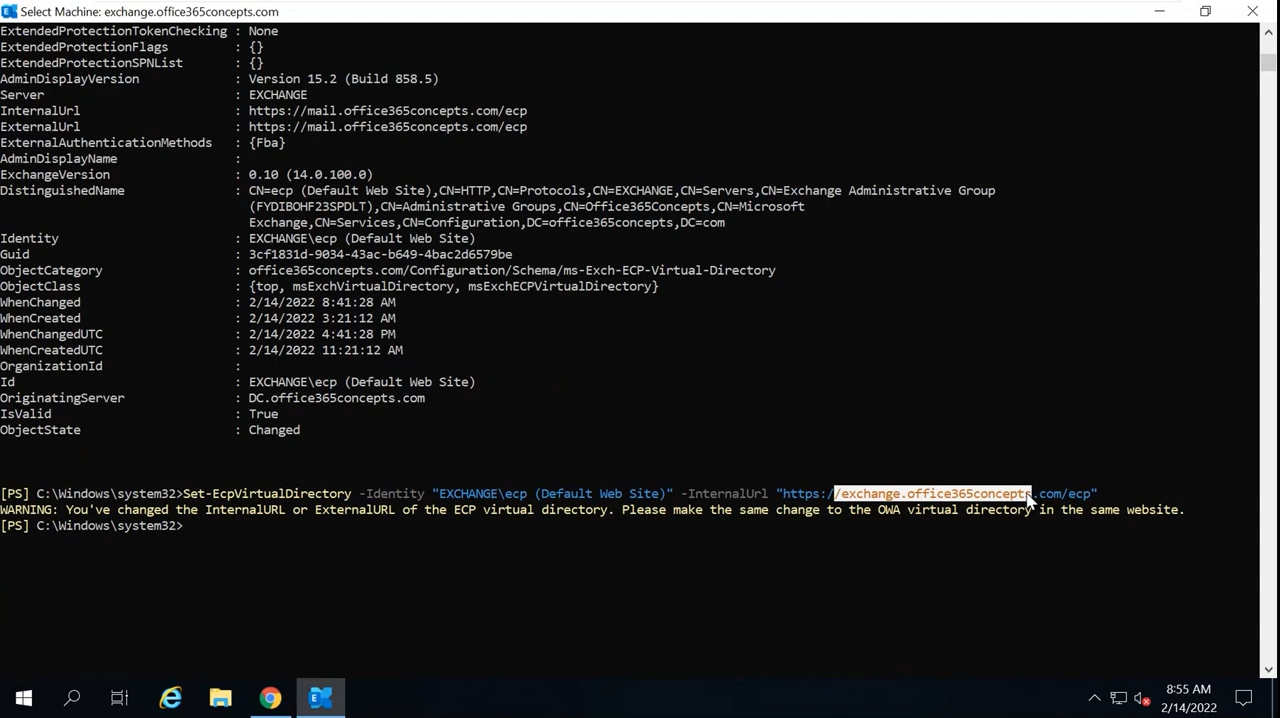 Select Machine: exchange.office365concepts.com
ExtendedProtectionTokenChecking : None
ExtendedProtectionFlags : {}
ExtendedProtectionSPNList : {}
AdminDisplayVersion : Version 15.2 (Build 858.5)
Server : EXCHANGE
InternalUrl : https://mail.office365concepts.com/ecp
ExternalUrl : https://mail.office365concepts.com/ecp
ExternalAuthenticationMethods : {Fba}
AdminDisplayName :
ExchangeVersion : 0.10 (14.0.100.0)
DistinguishedName : CN=ecp (Default Web Site),CN=HTTP,CN=Protocols,CN=EXCHANGE,CN=Servers,CN=Exchange Administrative Group
(FYDIBOHF23SPDLT),CN=Administrative Groups,CN=Office365Concepts,CN=Microsoft
Exchange,CN=Services,CN=Configuration,DC=office365concepts,DC=com
Identity : EXCHANGE\ecp (Default Web Site)
Guid : 3cf1831d-9034-43ac-b649-4bac2d6579be
ObjectCategory : office365concepts.com/Configuration/Schema/ms-Exch-ECP-Virtual-Directory
ObjectClass : {top, msExchVirtualDirectory, msExchECPVirtualDirectory}
WhenChanged : 2/14/2022 8:41:28 AM
WhenCreated : 2/14/2022 3:21:12 AM
WhenChangedUTC : 2/14/2022 4:41:28 PM
WhenCreatedUTC : 2/14/2022 11:21:12 AM
OrganizationId :
Id : EXCHANGE\ecp (Default Web Site)
OriginatingServer : DC.office365concepts.com
IsValid : True
ObjectState : Changed
[PS] C:\Windows\system32>Set-EcpVirtualDirectory -Identity "EXCHANGE\ecp (Default Web Site)" -InternalUrl "https://exchange.office365concepts.com/ecp"
WARNING: You've changed the InternalURL or ExternalURL of the ECP virtual directory. Please make the same change to the OWA virtual directory in the same website.
[PS] C:\Windows\system32>
8:55 AM
2/14/2022